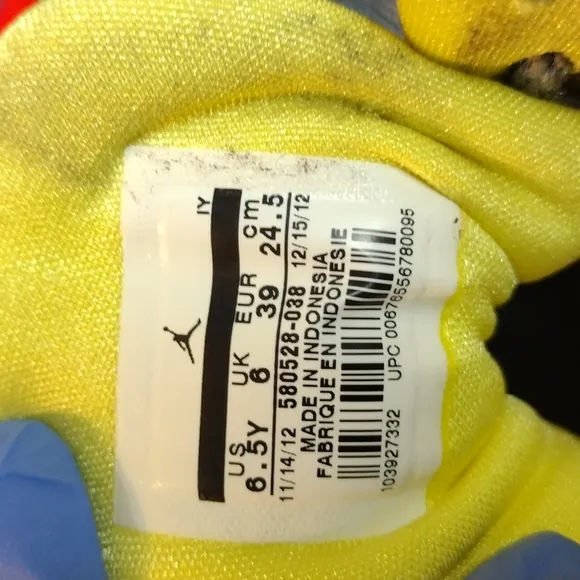 IY
US UK EUR cm
6.5Y 6 39 24.5
11/14/12 580528-038 12/15/12
MADE IN INDONESIA
FABRIQUE EN INDONESIE
103927332 UPC 00678556780095